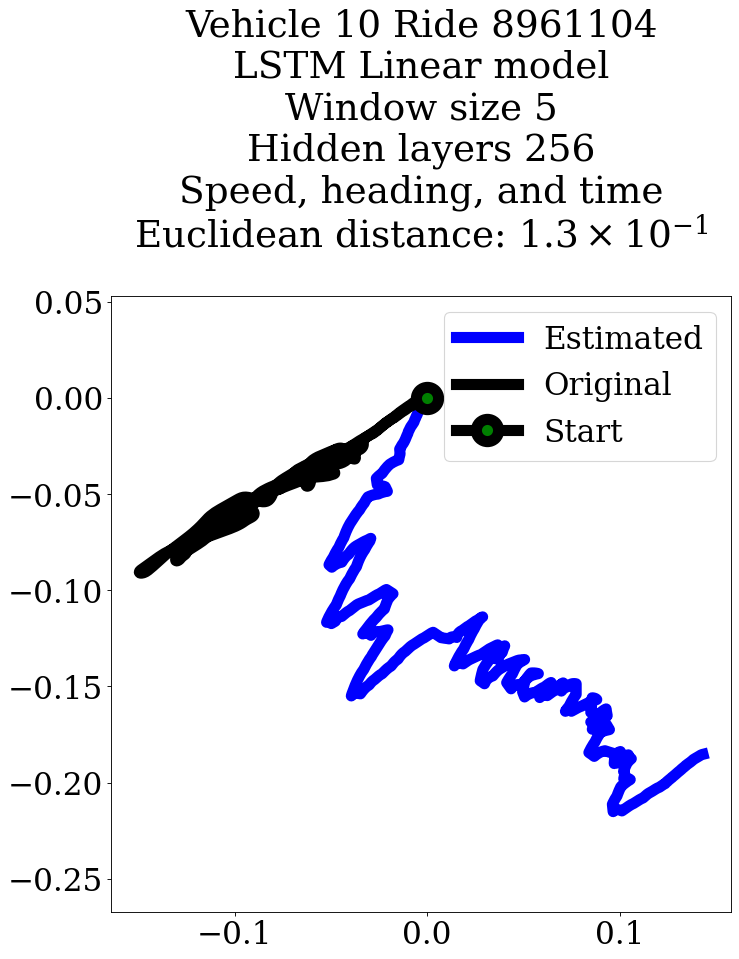 Vehicle 10 Ride 8961104
LSTM Linear model
Window size 5
Hidden layers 256
Speed, heading, and time
Euclidean distance: 1.3 × 10⁻¹
0.05
0.00
−0.05
−0.10
−0.15
−0.20
−0.25
Estimated
Original
Start
−0.1
0.0
0.1